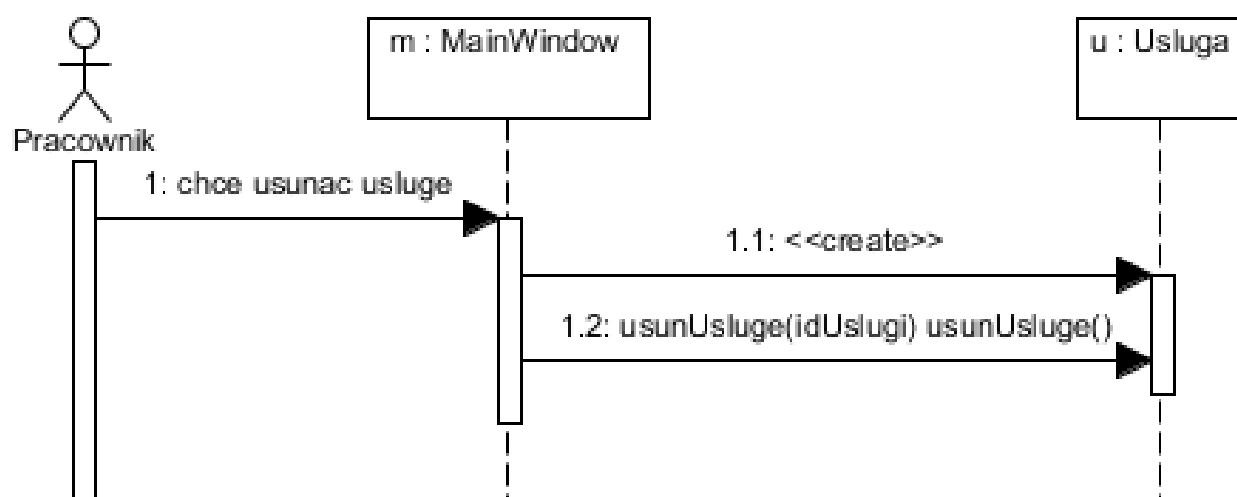 m : MainWindow
u : Usluga
Pracownik
1: chce usunac usluge
1.1: <<create>>
1.2: usunUsluge(idUslugi) usunUsluge()